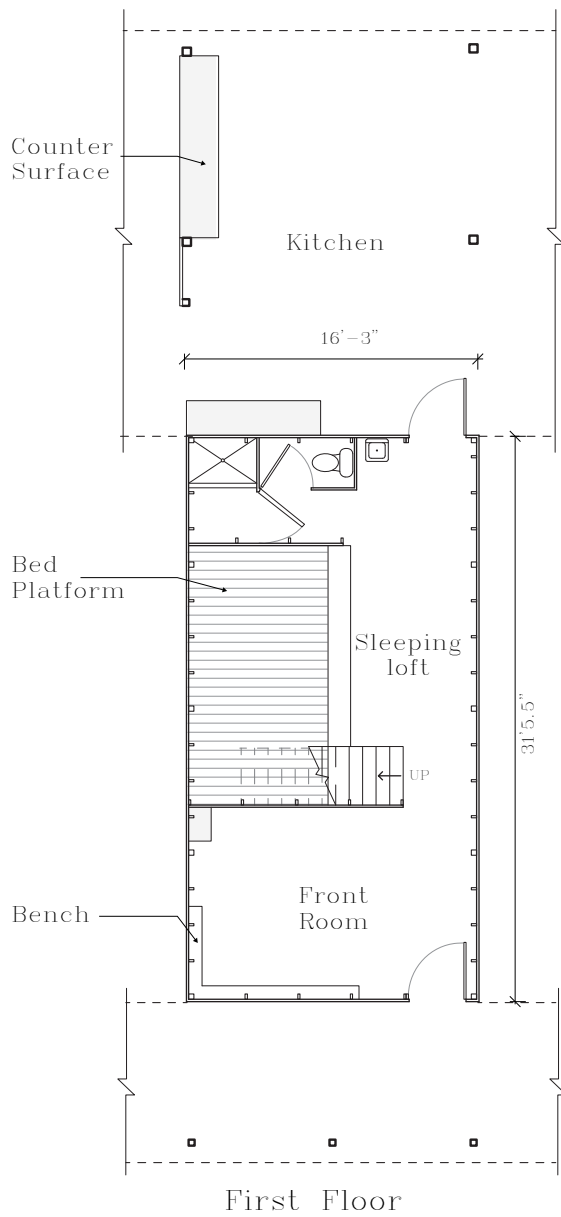 Counter
Surface
Kitchen
16'-3"
Bed
Platform
Sleeping
loft
31'5.5"
UP
Front
Room
Bench
First Floor